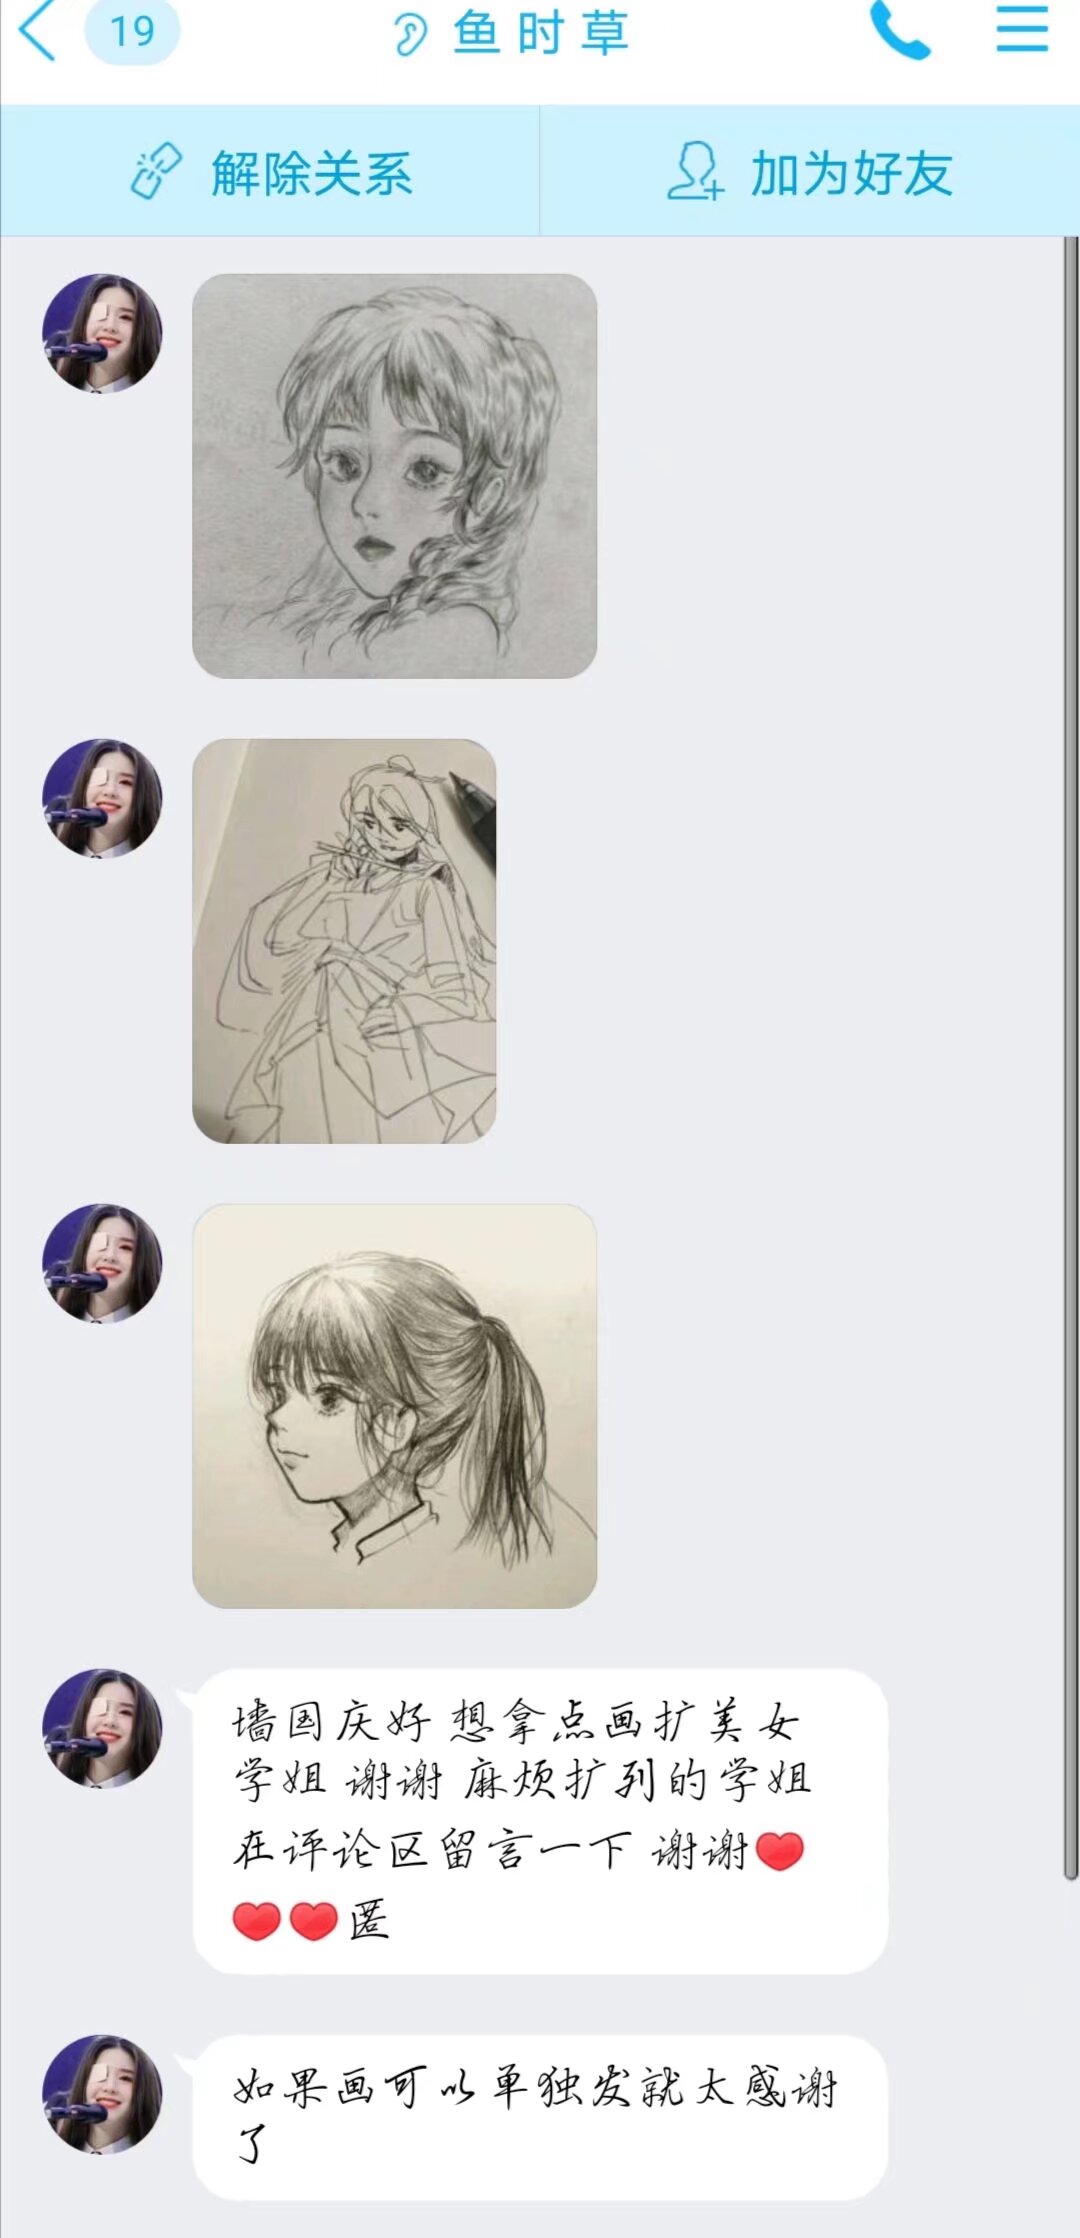 19
鱼时草
解除关系
加为好友
墙国庆好 想拿点画扩美女
学姐 谢谢 麻烦扩列的学姐
在评论区留言一下 谢谢❤️
❤️❤️匿
如果画可以单独发就太感谢
了